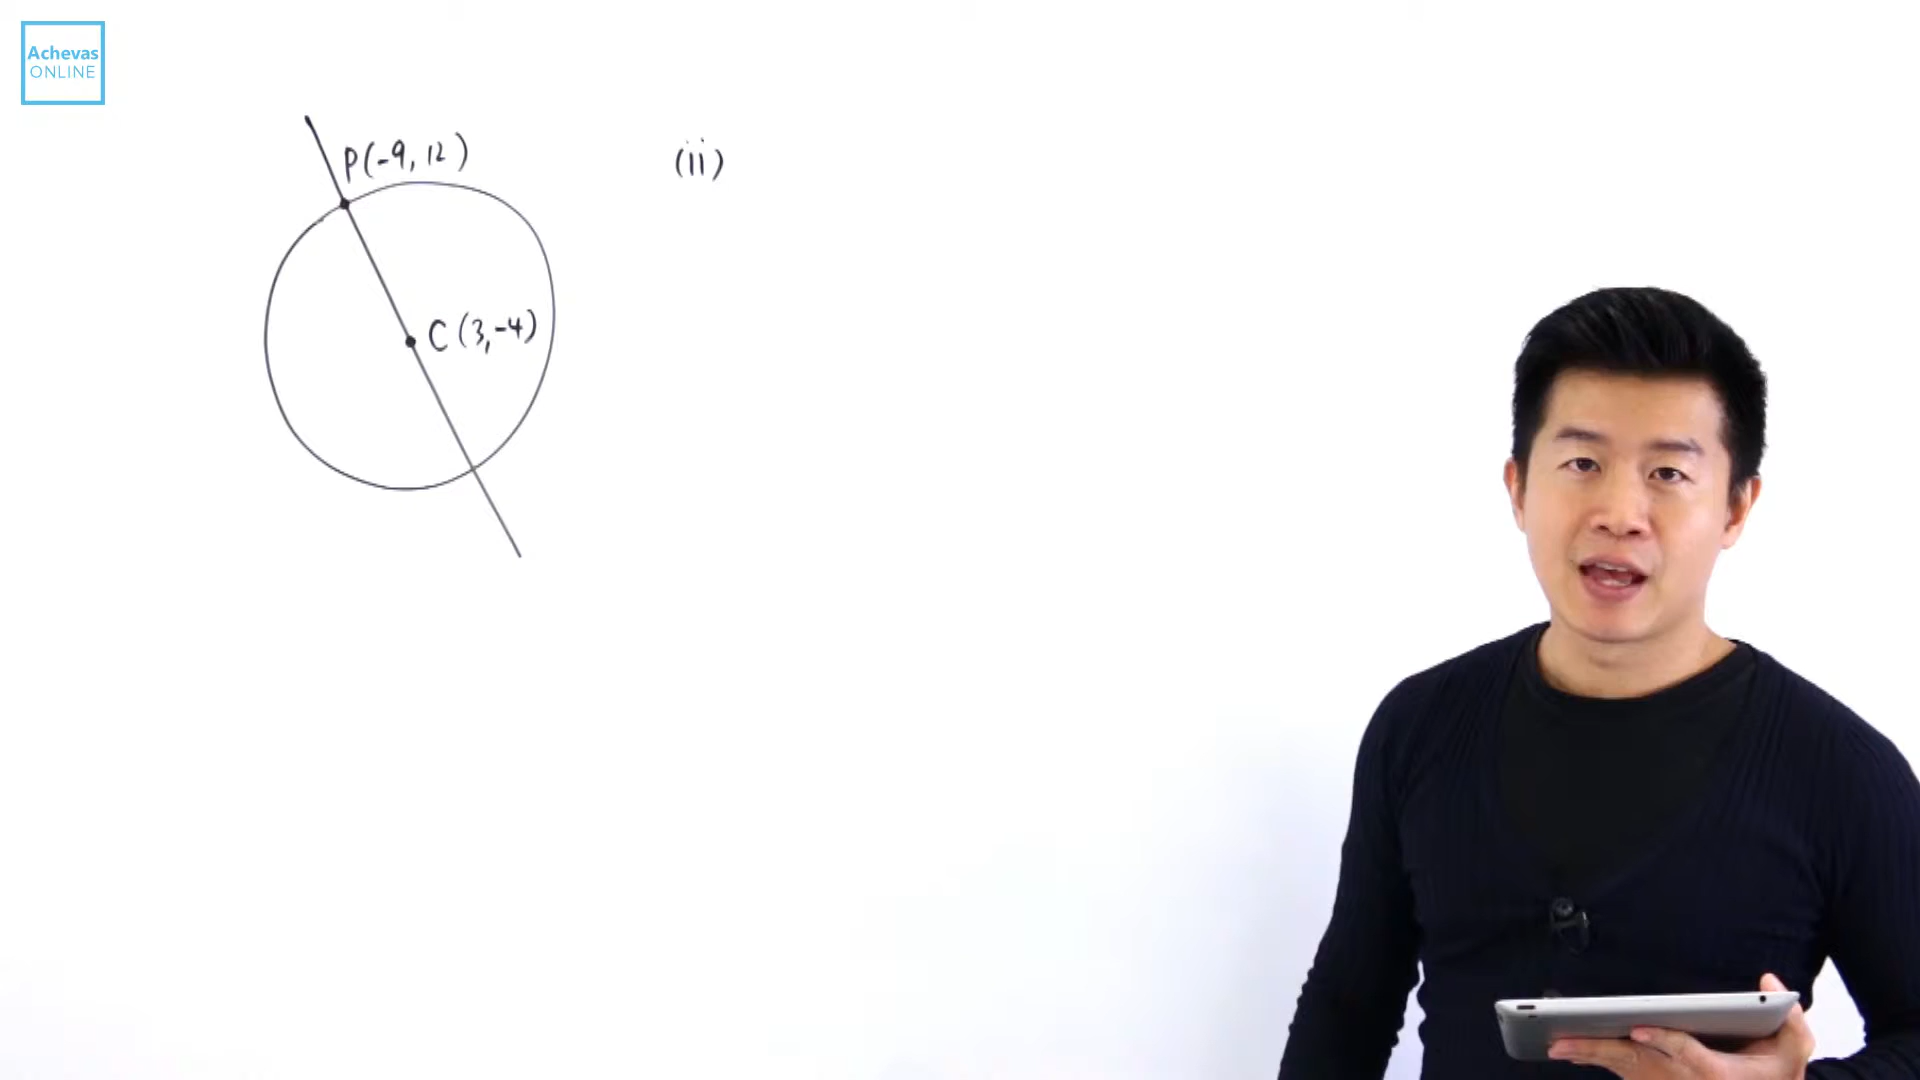 Achevas
ONLINE
P(-9, 12)
(ii)
C (3, -4)